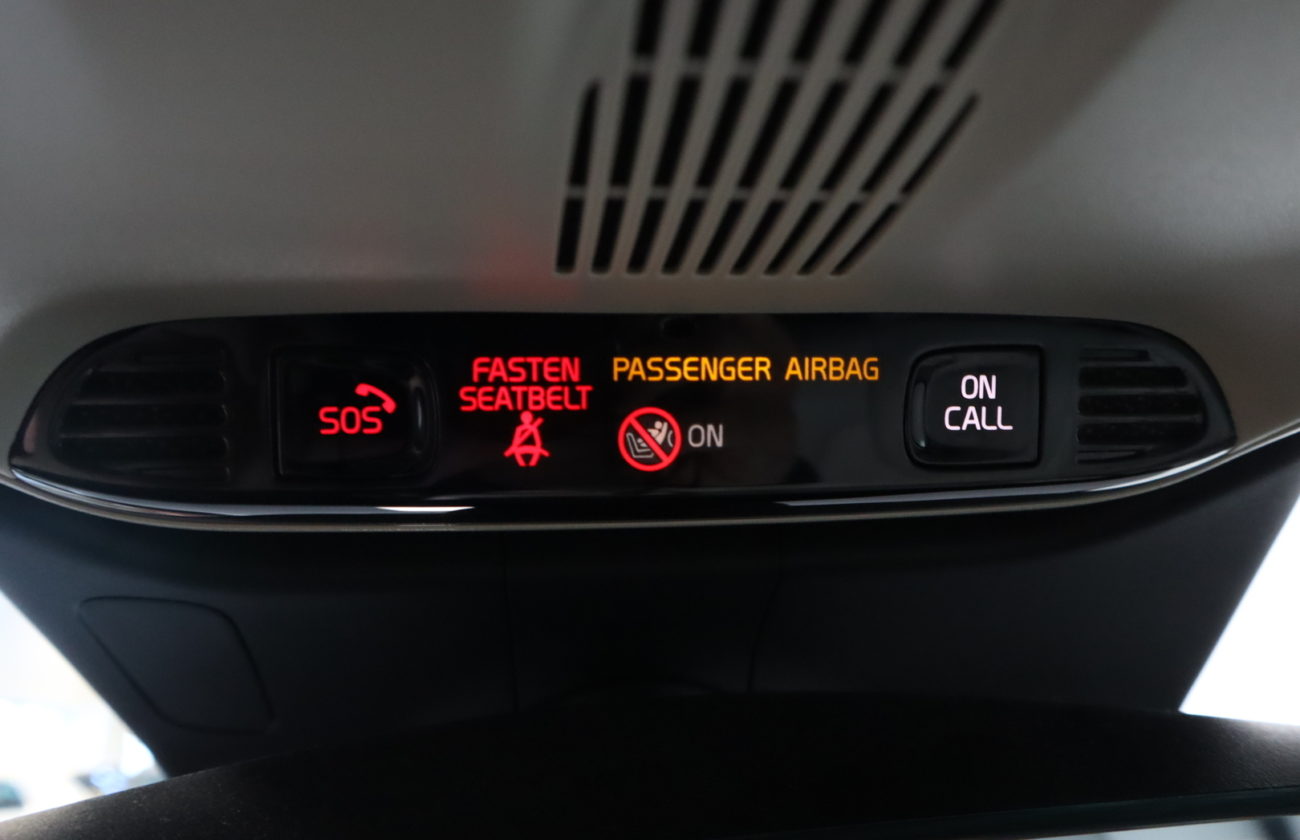 SOS
FASTEN
SEATBELT
PASSENGER AIRBAG
ON
ON
CALL